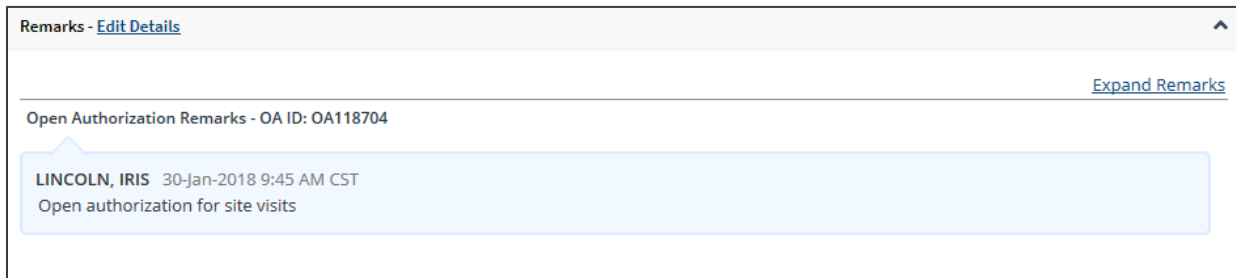 Remarks - Edit Details
Expand Remarks
Open Authorization Remarks - OA ID: OA118704
LINCOLN, IRIS 30-Jan-2018 9:45 AM CST
Open authorization for site visits